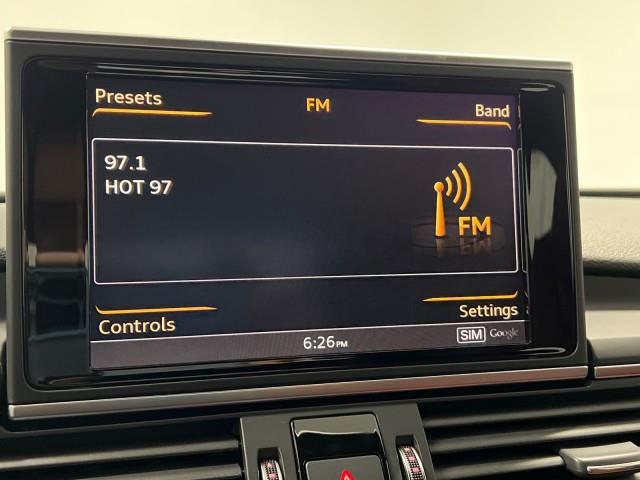 Presets
FM
Band
97.1
HOT 97
FM
Controls
Settings
6:26PM
SIM Google